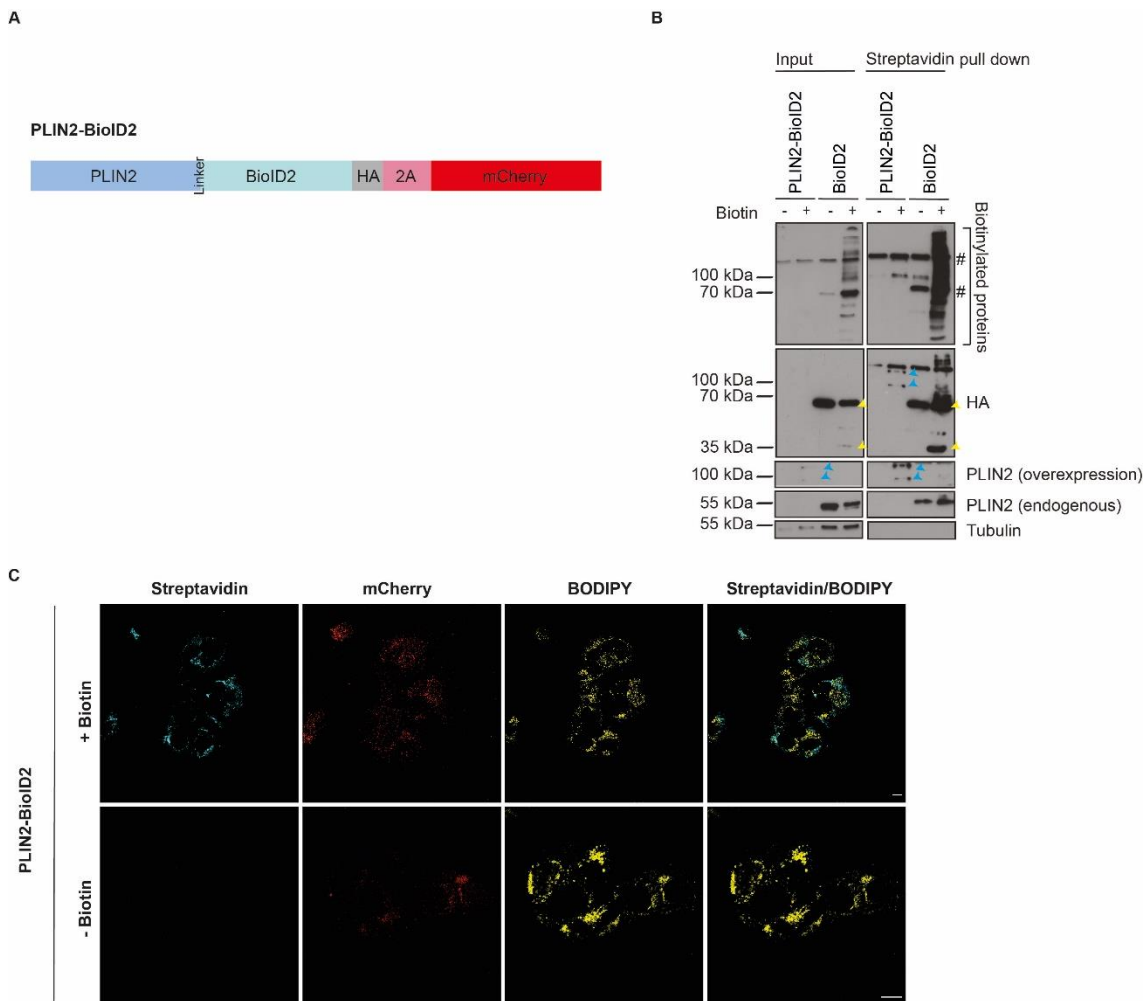 A
PLIN2-BioID2
PLIN2
Linker
BioID2
HA
2A
mCherry
B
Input
Streptavidin pull down
PLIN2-BioID2
BioID2
PLIN2-BioID2
BioID2
Biotin
- + - +
- + - +
100 kDa
70 kDa
#
#
Biotinylated proteins
100 kDa
70 kDa
35 kDa
HA
100 kDa
PLIN2 (overexpression)
55 kDa
PLIN2 (endogenous)
55 kDa
Tubulin
C
Streptavidin
mCherry
BODIPY
Streptavidin/BODIPY
PLIN2-BioID2
+ Biotin
- Biotin